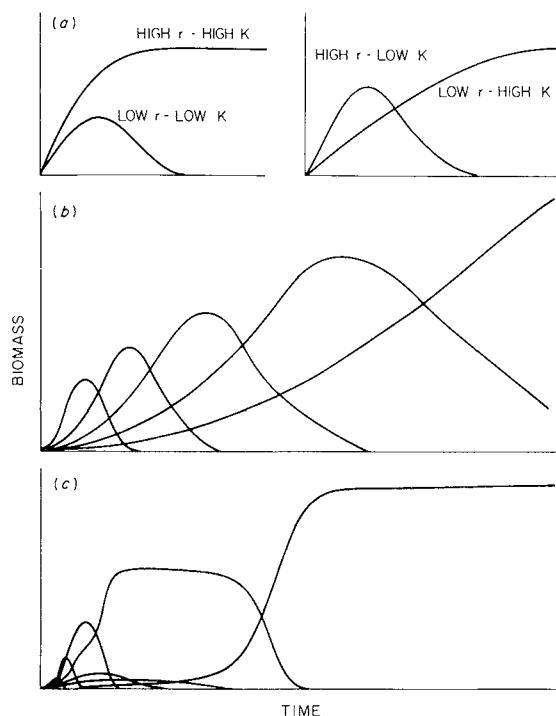 (a)
HIGH r - HIGH K
LOW r - LOW K
HIGH r - LOW K
LOW r - HIGH K
(b)
BIOMASS
(c)
TIME